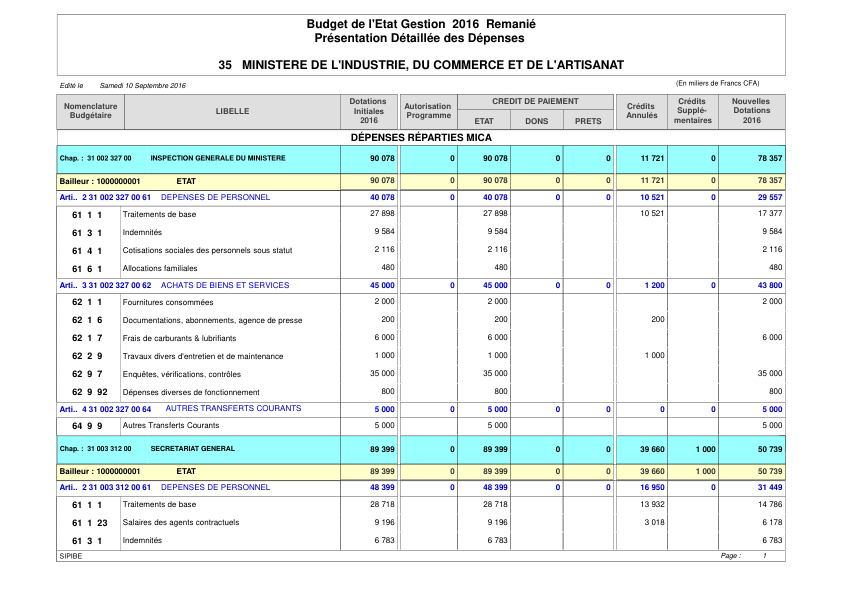 Budget de l'Etat Gestion 2016 Remanié
Présentation Détaillée des Dépenses
35 MINISTERE DE L'INDUSTRIE, DU COMMERCE ET DE L'ARTISANAT
Edité le Samedi 10 Septembre 2016 (En miliers de Francs CFA)
Nomenclature Budgétaire LIBELLE Dotations Initiales 2016 Autorisation Programme CREDIT DE PAIEMENT ETAT DONS PRETS Crédits Annulés Crédits Supplé-mentaires Nouvelles Dotations 2016
DÉPENSES RÉPARTIES MICA
Chap. : 31 002 327 00 INSPECTION GENERALE DU MINISTERE 90 078 0 90 078 0 0 11 721 0 78 357
Bailleur : 1000000001 ETAT 90 078 0 90 078 0 0 11 721 0 78 357
Arti.. 2 31 002 327 00 61 DEPENSES DE PERSONNEL 40 078 0 40 078 0 0 10 521 0 29 557
61 1 1 Traitements de base 27 898 27 898 10 521 17 377
61 3 1 Indemnités 9 584 9 584 9 584
61 4 1 Cotisations sociales des personnels sous statut 2 116 2 116 2 116
61 6 1 Allocations familiales 480 480 480
Arti.. 3 31 002 327 00 62 ACHATS DE BIENS ET SERVICES 45 000 0 45 000 0 0 1 200 0 43 800
62 1 1 Fournitures consommées 2 000 2 000 2 000
62 1 6 Documentations, abonnements, agence de presse 200 200 200
62 1 7 Frais de carburants & lubrifiants 6 000 6 000 6 000
62 2 9 Travaux divers d'entretien et de maintenance 1 000 1 000 1 000
62 9 7 Enquêtes, vérifications, contrôles 35 000 35 000 35 000
62 9 92 Dépenses diverses de fonctionnement 800 800 800
Arti.. 4 31 002 327 00 64 AUTRES TRANSFERTS COURANTS 5 000 0 5 000 0 0 0 0 5 000
64 9 9 Autres Transferts Courants 5 000 5 000 5 000
Chap. : 31 003 312 00 SECRETARIAT GENERAL 89 399 0 89 399 0 0 39 660 1 000 50 739
Bailleur : 1000000001 ETAT 89 399 0 89 399 0 0 39 660 1 000 50 739
Arti.. 2 31 003 312 00 61 DEPENSES DE PERSONNEL 48 399 0 48 399 0 0 16 950 0 31 449
61 1 1 Traitements de base 28 718 28 718 13 932 14 786
61 1 23 Salaires des agents contractuels 9 196 9 196 3 018 6 178
61 3 1 Indemnités 6 783 6 783 6 783
SIPIBE Page : 1